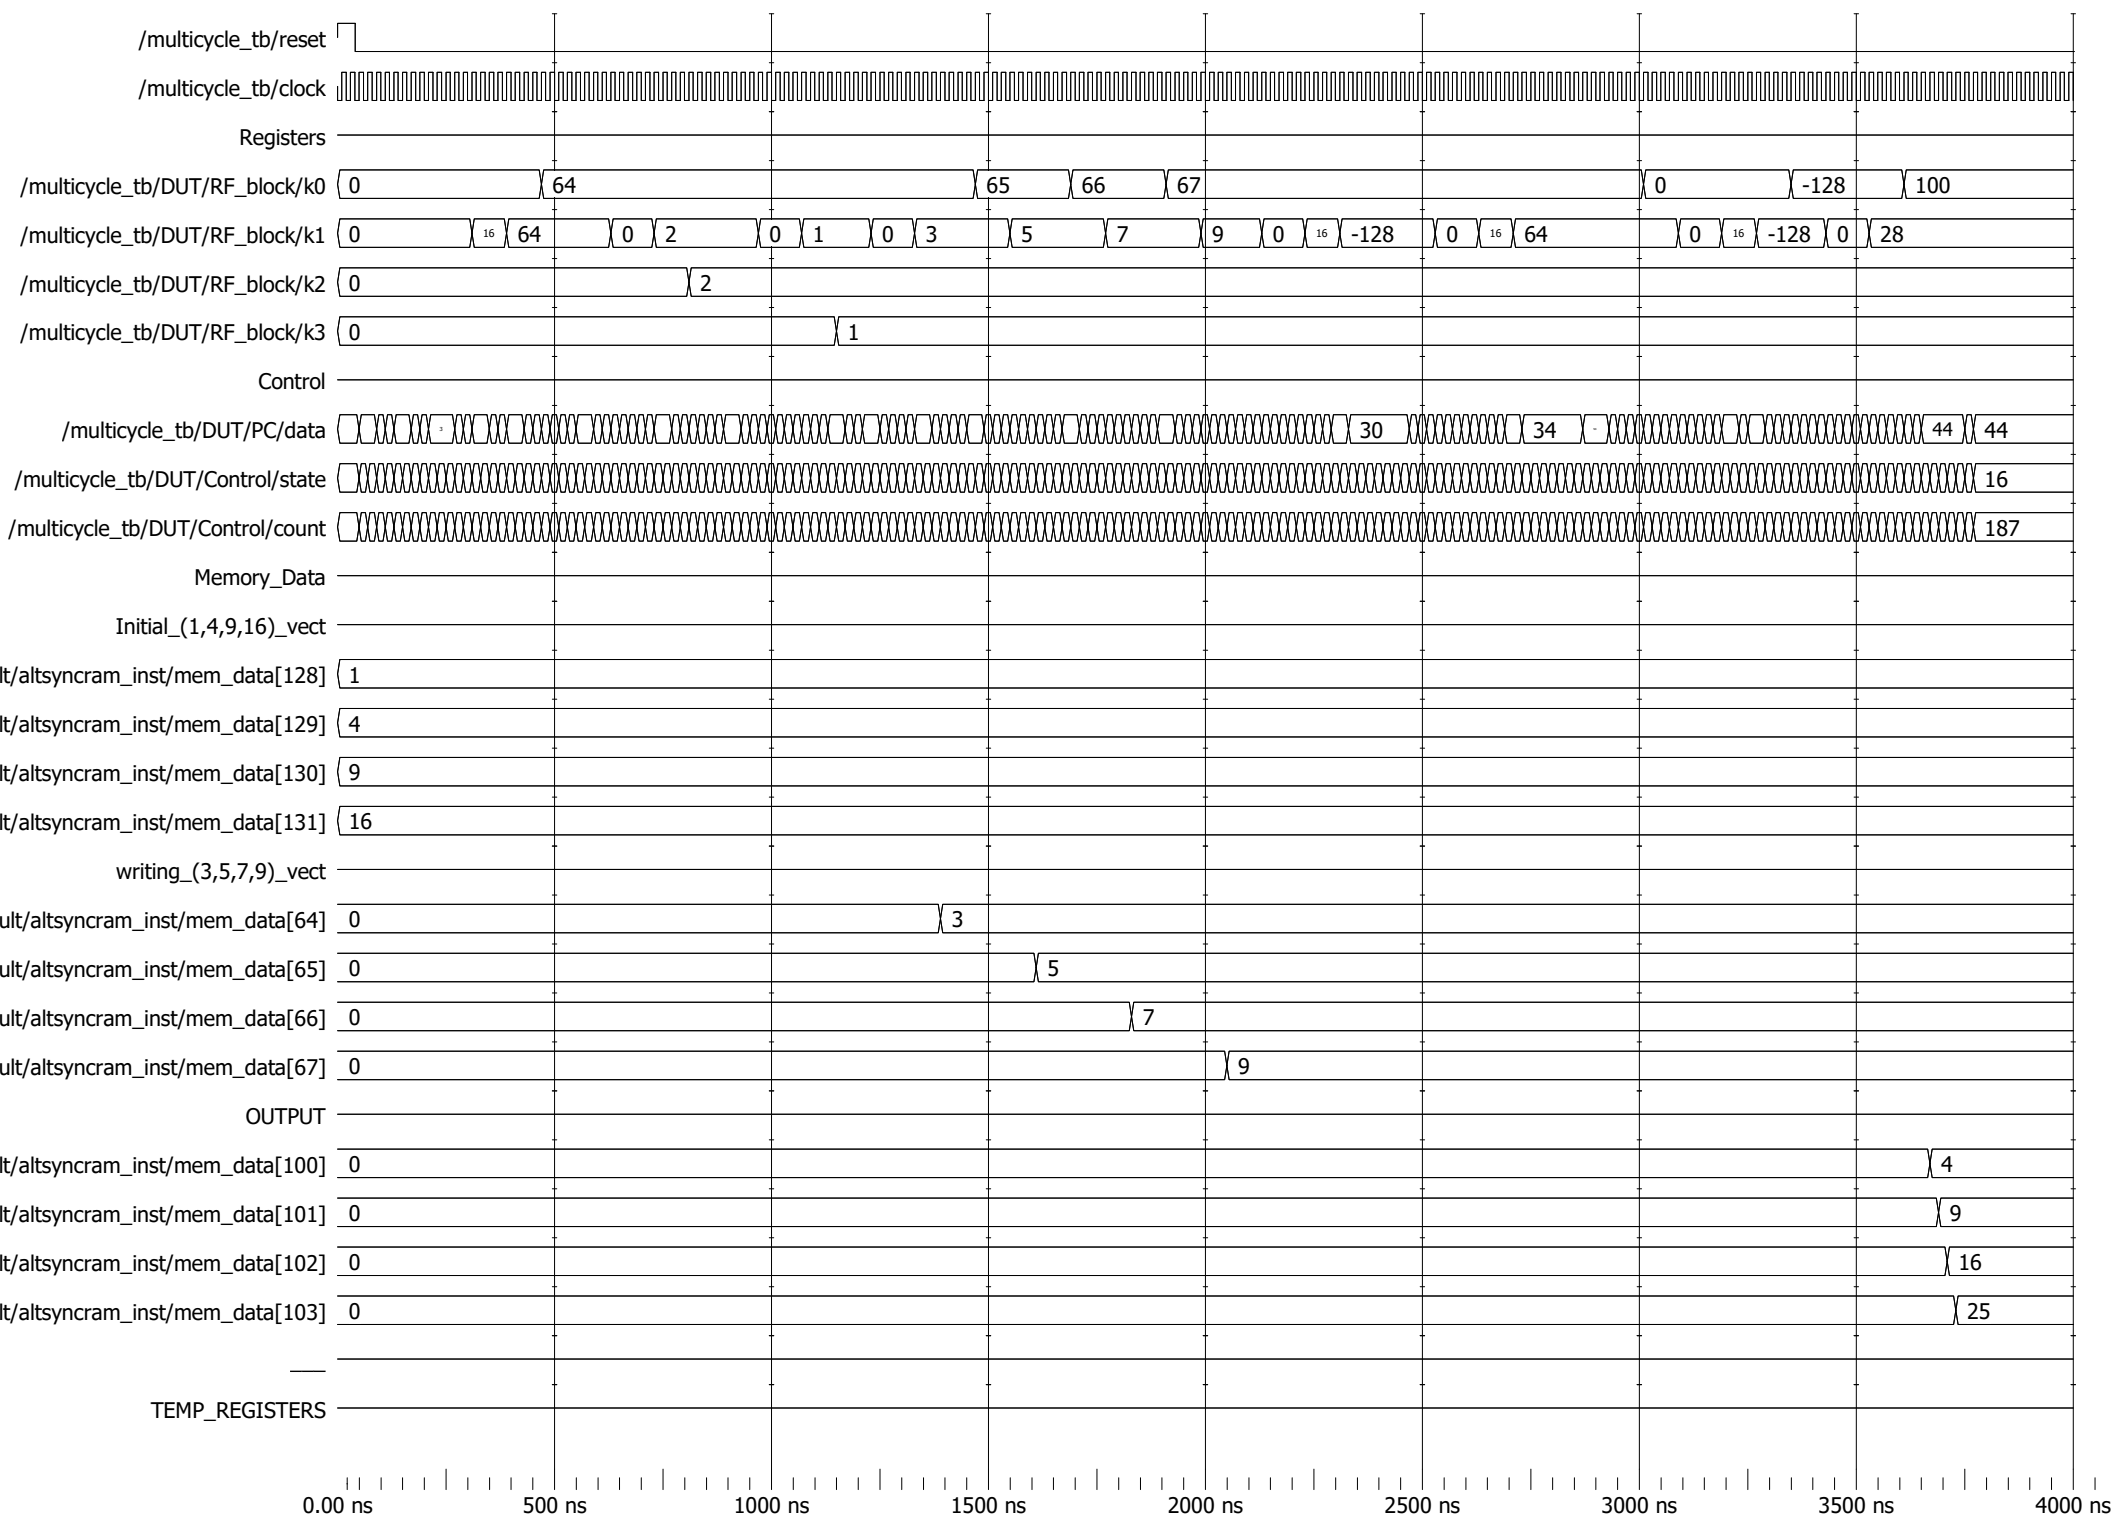 /multicycle_tb/reset
/multicycle_tb/clock
Registers
/multicycle_tb/DUT/RF_block/k0 0 64 65 66 67 0 -128 100
/multicycle_tb/DUT/RF_block/k1 0 16 64 0 2 0 1 0 3 5 7 9 0 16 -128 0 16 64 0 16 -128 0 28
/multicycle_tb/DUT/RF_block/k2 0 2
/multicycle_tb/DUT/RF_block/k3 0 1
Control
/multicycle_tb/DUT/PC/data 3 30 34 - 44 44
/multicycle_tb/DUT/Control/state 16
/multicycle_tb/DUT/Control/count 187
Memory_Data
Initial_(1,4,9,16)_vect
lt/altsyncram_inst/mem_data[128] 1
lt/altsyncram_inst/mem_data[129] 4
lt/altsyncram_inst/mem_data[130] 9
lt/altsyncram_inst/mem_data[131] 16
writing_(3,5,7,9)_vect
ult/altsyncram_inst/mem_data[64] 0 3
ult/altsyncram_inst/mem_data[65] 0 5
ult/altsyncram_inst/mem_data[66] 0 7
ult/altsyncram_inst/mem_data[67] 0 9
OUTPUT
lt/altsyncram_inst/mem_data[100] 0 4
lt/altsyncram_inst/mem_data[101] 0 9
lt/altsyncram_inst/mem_data[102] 0 16
lt/altsyncram_inst/mem_data[103] 0 25
___
TEMP_REGISTERS
0.00 ns 500 ns 1000 ns 1500 ns 2000 ns 2500 ns 3000 ns 3500 ns 4000 ns